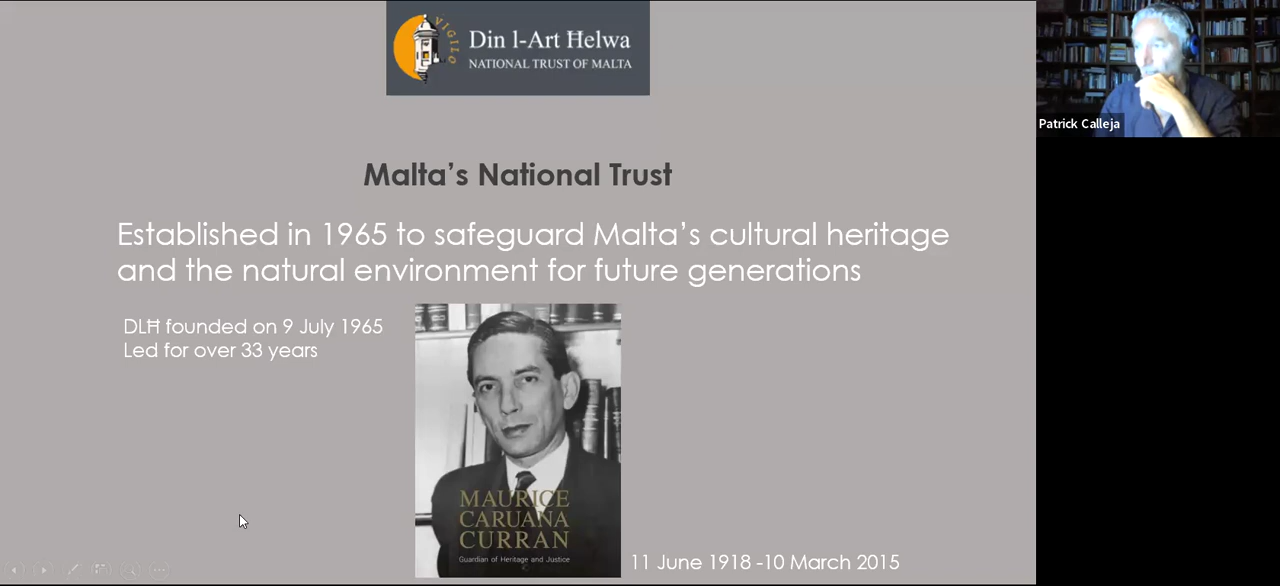 VIGILO
Din l-Art Ħelwa
NATIONAL TRUST OF MALTA
Patrick Calleja
Malta's National Trust
Established in 1965 to safeguard Malta's cultural heritage
and the natural environment for future generations
DLĦ founded on 9 July 1965
Led for over 33 years
MAURICE
CARUANA
CURRAN
Guardian of Heritage and Justice
11 June 1918 -10 March 2015